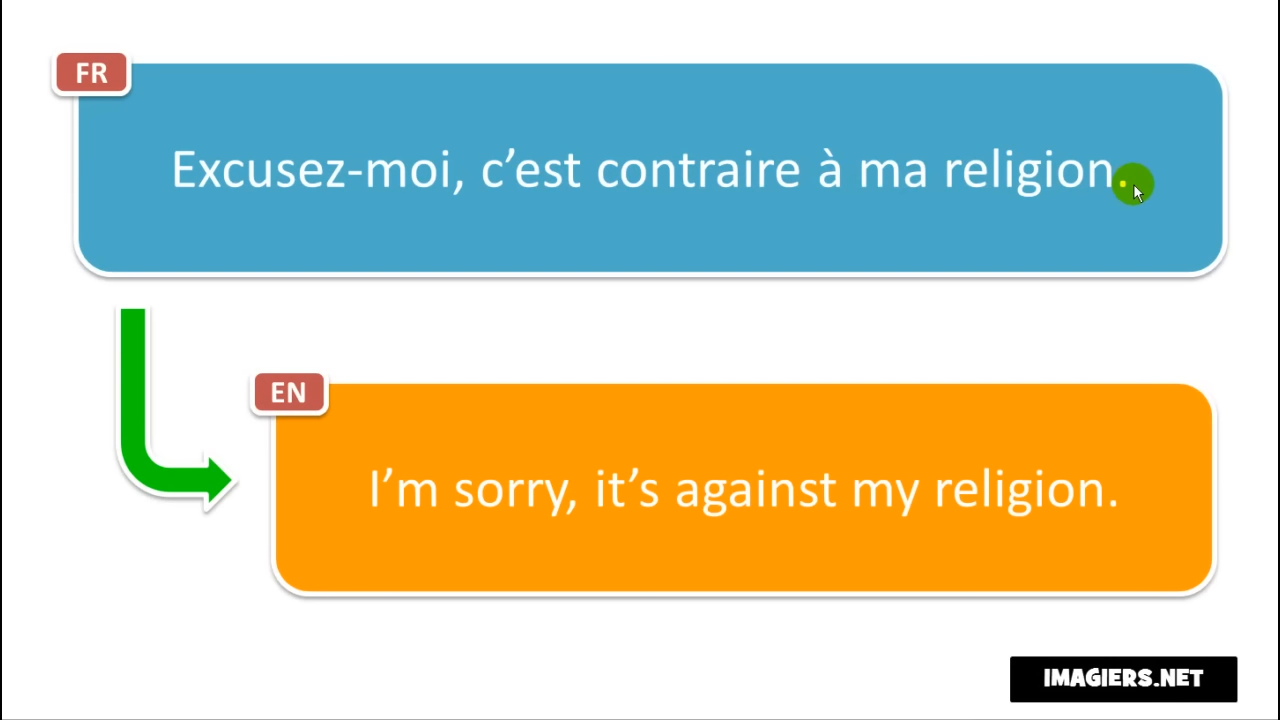 FR
Excusez-moi, c’est contraire à ma religion.
EN
I’m sorry, it’s against my religion.
IMAGIERS.NET